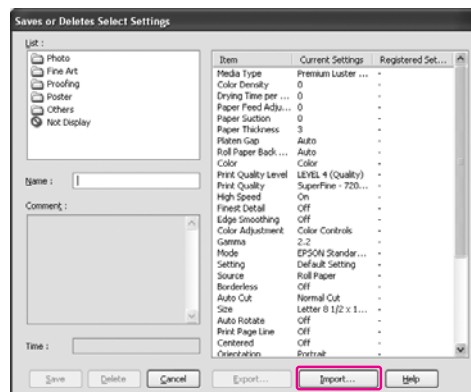 Saves or Deletes Select Settings
List :
Photo
Fine Art
Proofing
Poster
Others
Not Display
Name :
Comment :
Time :
Save Delete Cancel
Item Current Settings Registered Set...
Media Type Premium Luster ... -
Color Density 0 -
Drying Time per ... 0 -
Paper Feed Adju... 0 -
Paper Suction 0 -
Paper Thickness 3 -
Platen Gap Auto -
Roll Paper Back ... Auto -
Color Color -
Print Quality Level LEVEL 4 (Quality) -
Print Quality SuperFine - 720... -
High Speed On -
Finest Detail Off -
Edge Smoothing Off -
Color Adjustment Color Controls -
Gamma 2.2 -
Mode EPSON Standar... -
Setting Default Setting -
Source Roll Paper -
Borderless Off -
Auto Cut Normal Cut -
Size Letter 8 1/2 x 1... -
Auto Rotate Off -
Print Page Line Off -
Centered Off -
Orientation Portrait -
Export... Import... Help